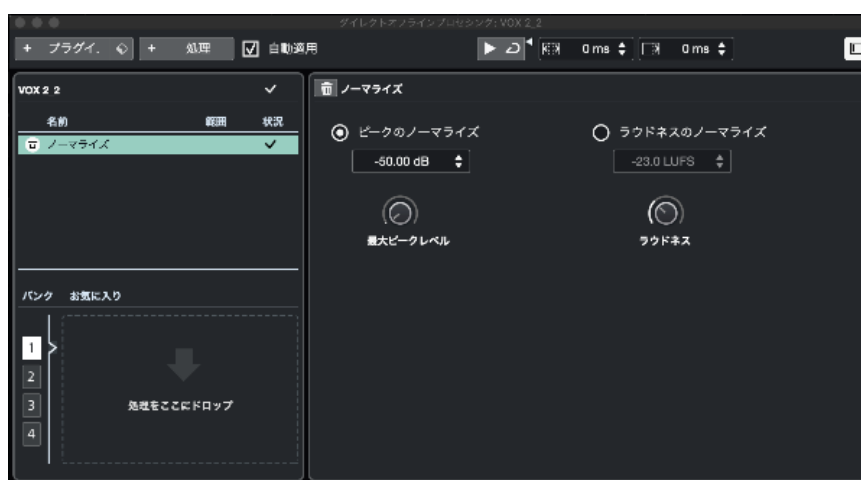 ダイレクトオフラインプロセシング: VOX 2_2
+ プラグイ. + 処理 自動適用 0 ms 0 ms
VOX 2 2
名前 範囲 状況
ノーマライズ
バンク お気に入り
1
2
3
4
処理をここにドロップ
ノーマライズ
ピークのノーマライズ ラウドネスのノーマライズ
-50.00 dB -23.0 LUFS
最大ピークレベル ラウドネス